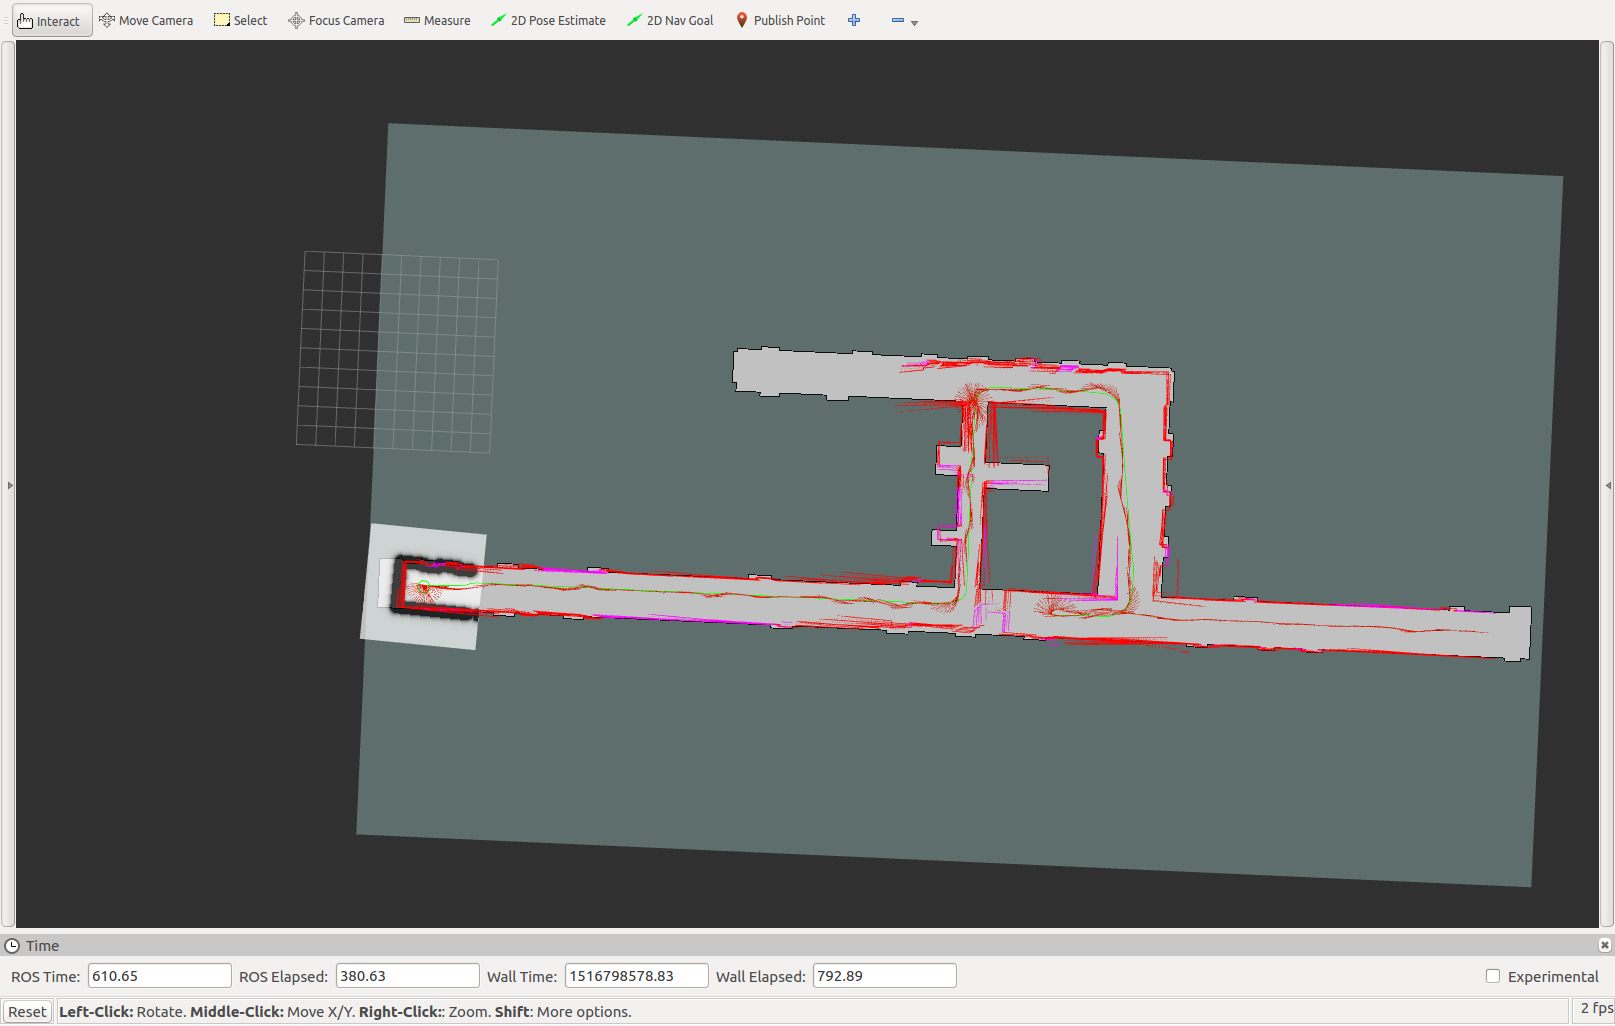 Interact Move Camera Select Focus Camera Measure 2D Pose Estimate 2D Nav Goal Publish Point
Time
ROS Time: 610.65 ROS Elapsed: 380.63 Wall Time: 1516798578.83 Wall Elapsed: 792.89 Experimental
Reset Left-Click: Rotate. Middle-Click: Move X/Y. Right-Click:: Zoom. Shift: More options. 2 fps